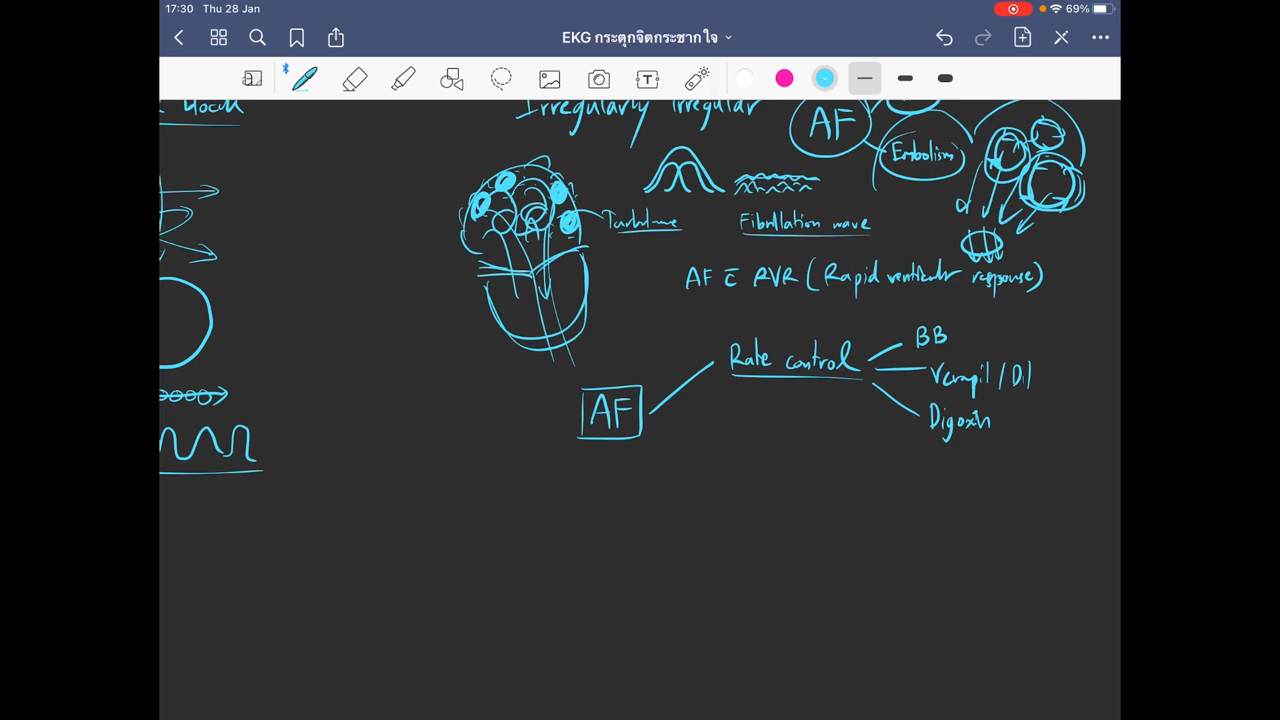 17:30 Thu 28 Jan
69%
EKG กระตุกจิตกระชากใจ
Block
Irregularly irregular
AF
Embolism
Turbulence
Fibrillation wave
AF c̄ RVR (Rapid ventricular response)
Rate control
BB
Verapil / Dil
Digoxin
AF